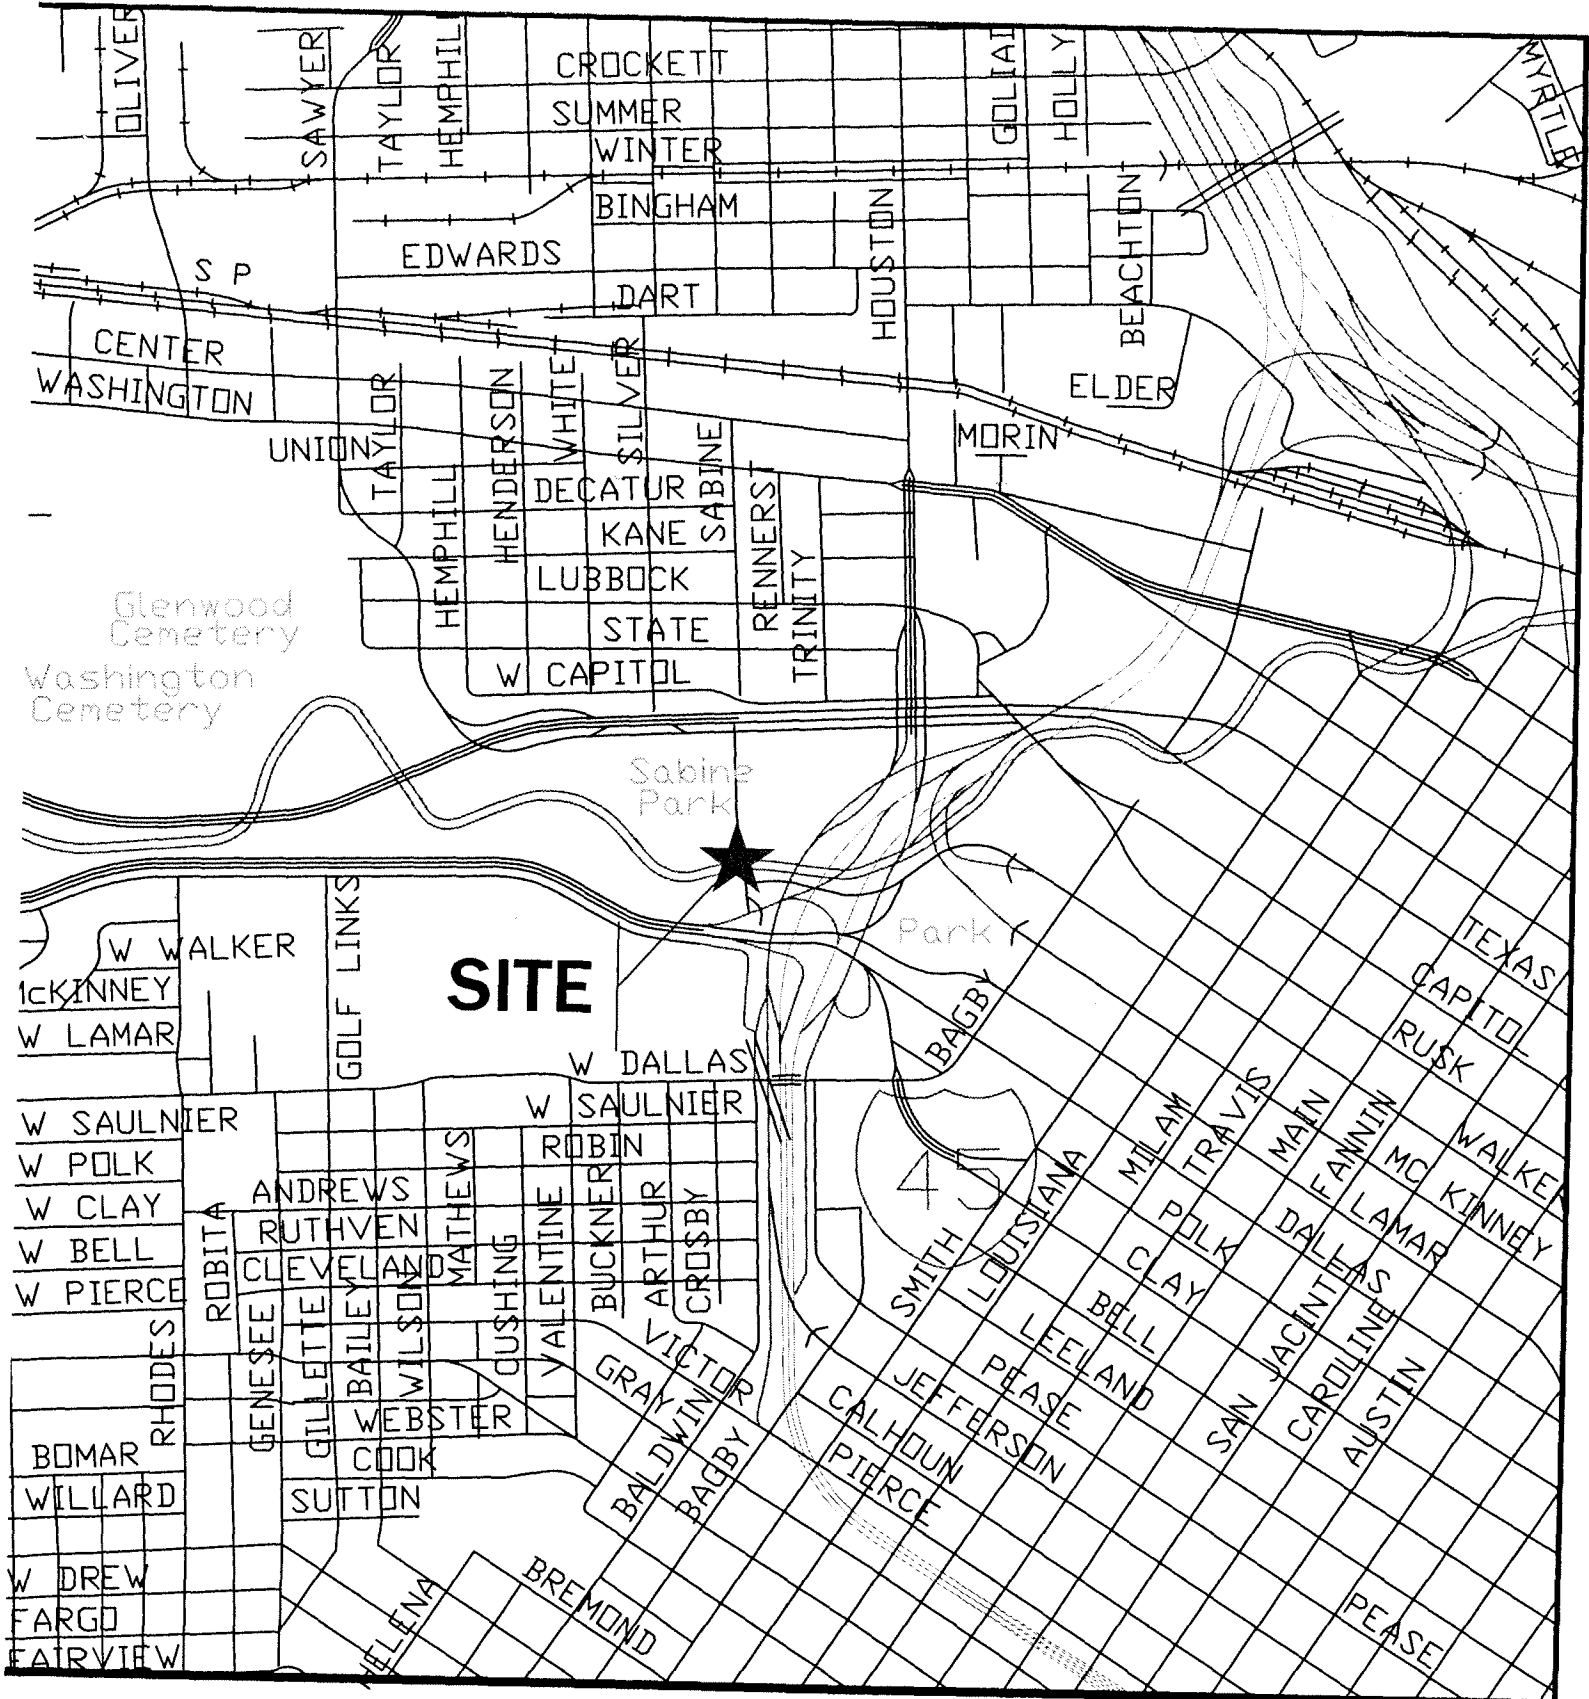 OLIVER
SAWYER
TAYLOR
HEMPHIL
CROCKETT
SUMMER
WINTER
GOLIAI
HOLLY
MYRTLE
BINGHAM
EDWARDS
DART
HOUSTON
BEACHTON
S P
CENTER
WASHINGTON
UNION
TAYLOR
HEMPHILL
HENDERSON
WHITE
SILVER
SABINE
RENNERST
TRINITY
ELDER
MORIN
DECATUR
KANE
LUBBOCK
STATE
W CAPITOL
Glenwood
Cemetery
Washington
Cemetery
Sabine
Park
Park
SITE
GOLF LINKS
W WALKER
McKINNEY
W LAMAR
W DALLAS
BAGBY
TEXAS
CAPITOL
RUSK
WALKER
MC KINNEY
LAMAR
DALLAS
POLK
CLAY
BELL
LEELAND
PEASE
JEFFERSON
CALHOUN
PIERCE
SMITH
LOUISIANA
MILAM
TRAVIS
MAIN
FANNIN
SAN JACINTO
CAROLINE
AUSTIN
45
W SAULNIER
W POLK
W CLAY
W BELL
W PIERCE
W SAULNIER
ROBIN
ANDREWS
RUTHVEN
CLEVELAND
ROBITA
RHODES
GENESEE
GILLETTE
BAILEY
WILSON
MATHEWS
CUSHING
VALENTINE
BUCKNER
ARTHUR
CROSBY
VICTOR
GRAY
BALDWIN
BAGBY
WEBSTER
COOK
SUTTON
BOMAR
WILLARD
W DREW
FARGO
FAIRVIEW
HELENA
BREMOND
PEASE